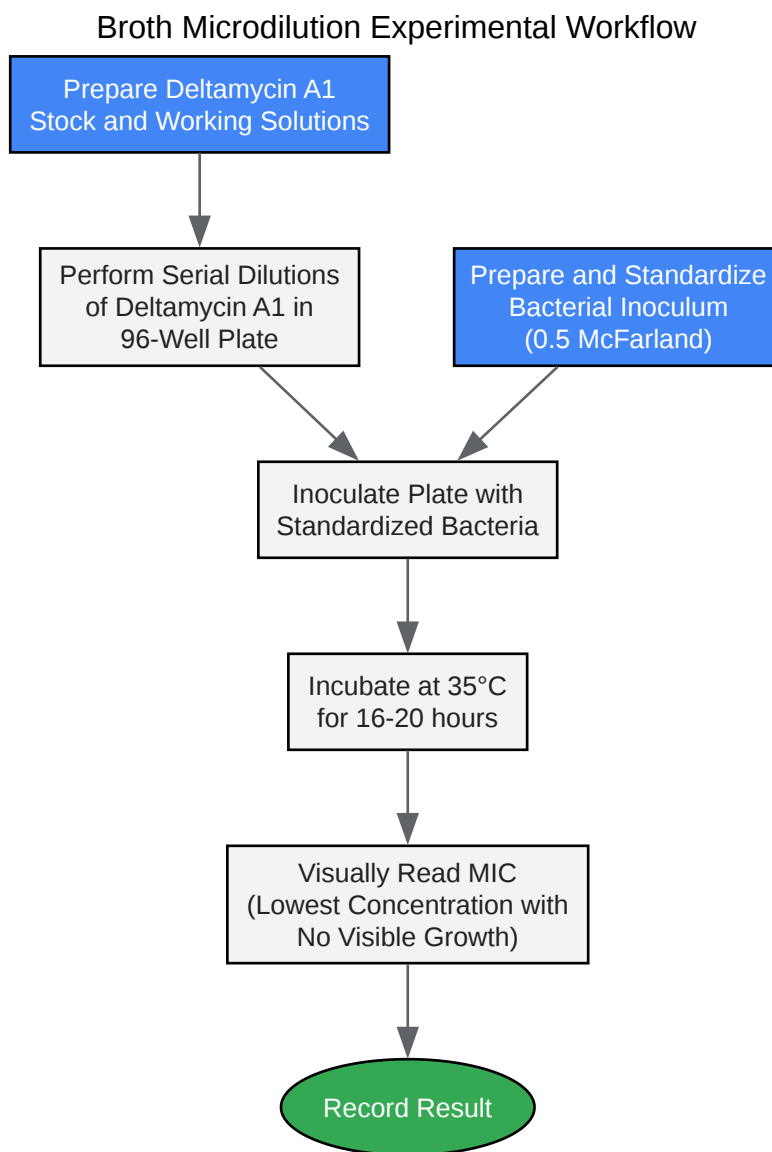 Broth Microdilution Experimental Workflow
Prepare Deltamycin A1
Stock and Working Solutions
Perform Serial Dilutions
of Deltamycin A1 in
96-Well Plate
Prepare and Standardize
Bacterial Inoculum
(0.5 McFarland)
Inoculate Plate with
Standardized Bacteria
Incubate at 35°C
for 16-20 hours
Visually Read MIC
(Lowest Concentration with
No Visible Growth)
Record Result